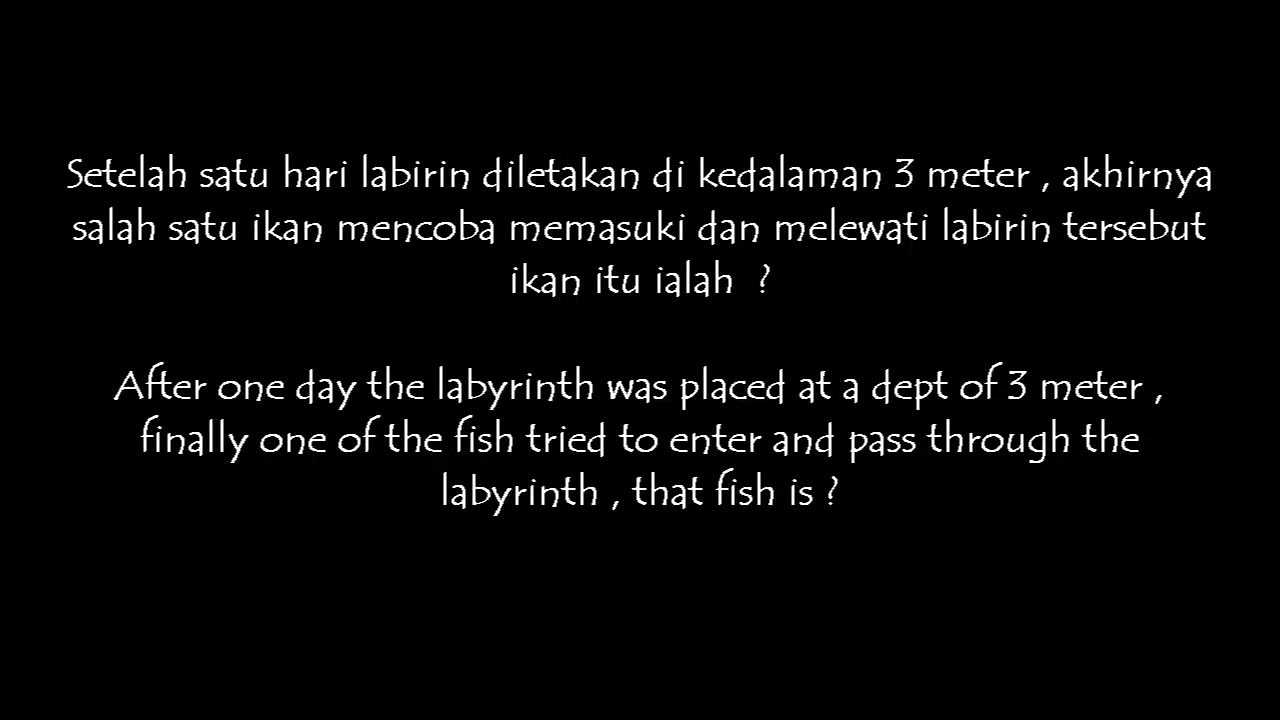 Setelah satu hari labirin diletakan di kedalaman 3 meter , akhirnya
salah satu ikan mencoba memasuki dan melewati labirin tersebut
ikan itu ialah ?
After one day the labyrinth was placed at a dept of 3 meter ,
finally one of the fish tried to enter and pass through the
labyrinth , that fish is ?